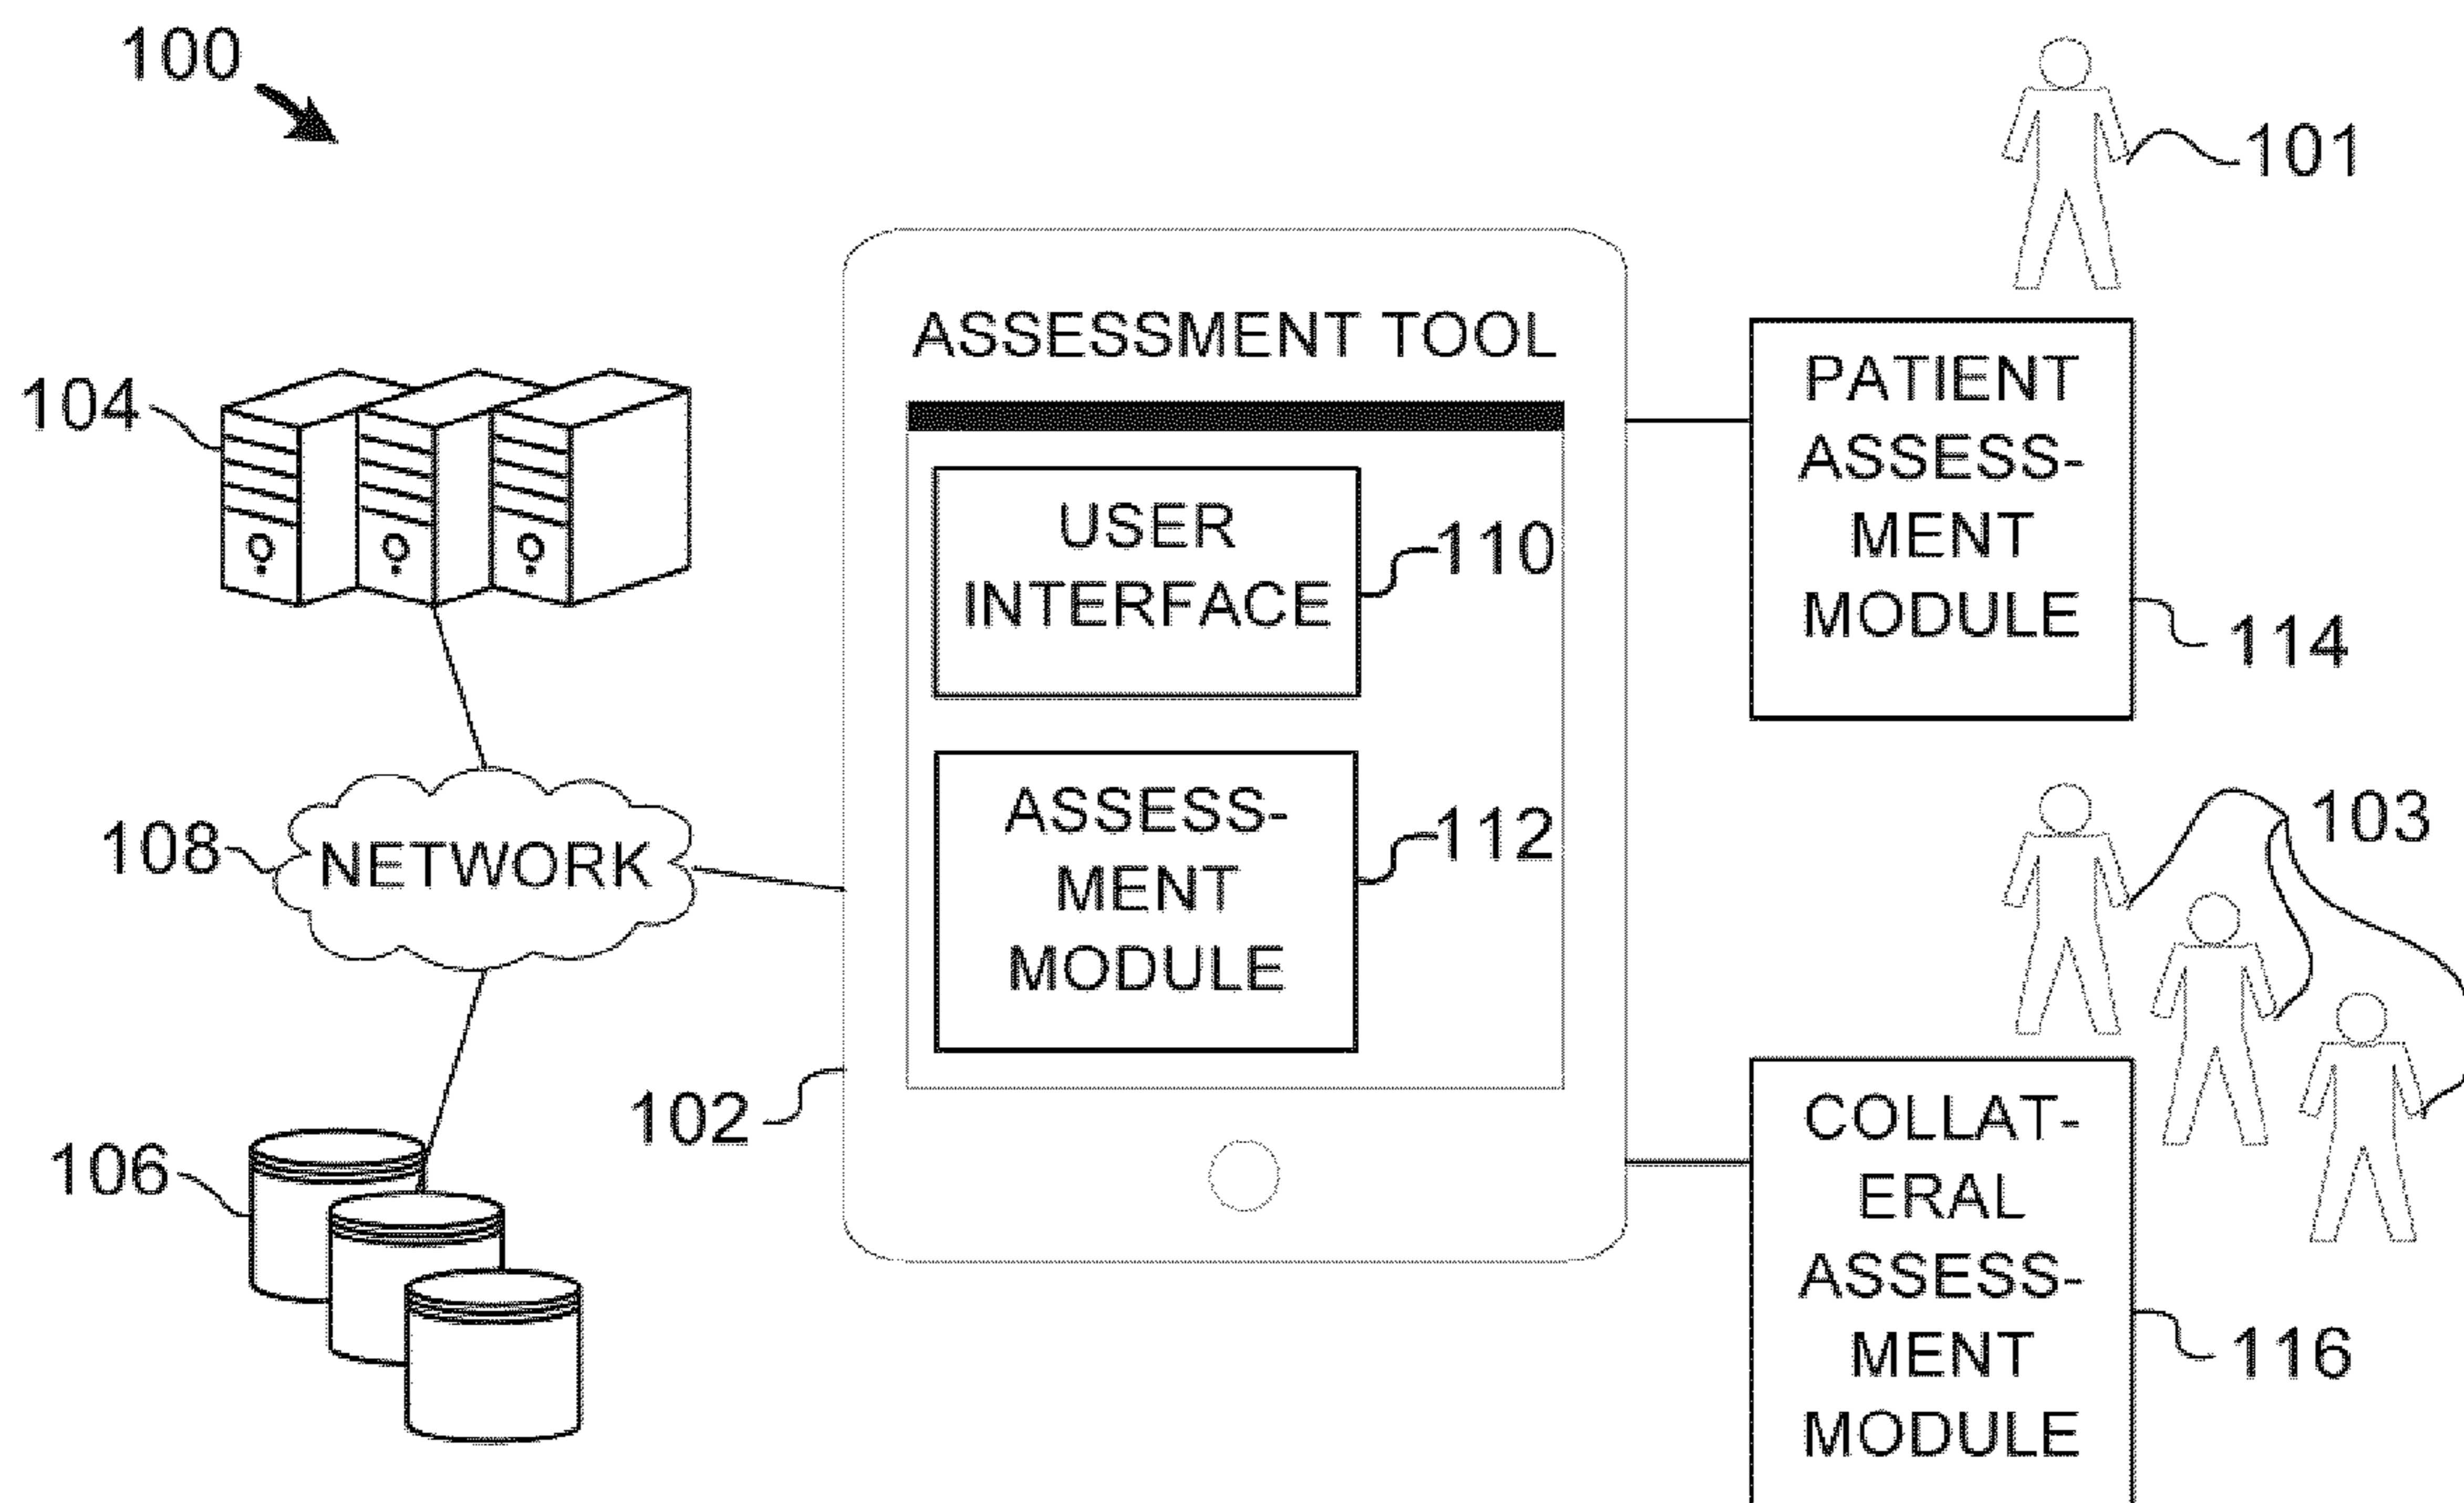 100
101
ASSESSMENT TOOL
104
PATIENT
ASSESS-
MENT
MODULE
114
USER
INTERFACE
110
ASSESS-
MENT
MODULE
112
103
108
NETWORK
102
106
COLLAT-
ERAL
ASSESS-
MENT
MODULE
116